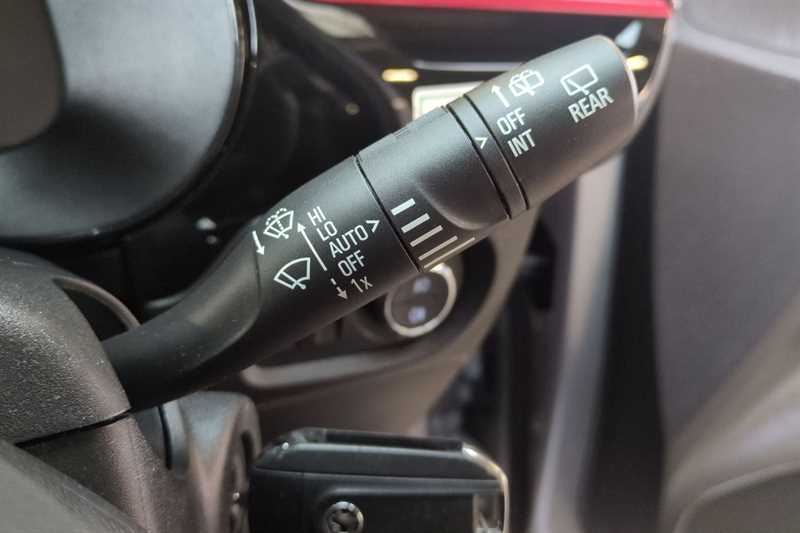 HI
LO
AUTO >
OFF
1x
>
OFF
INT
REAR